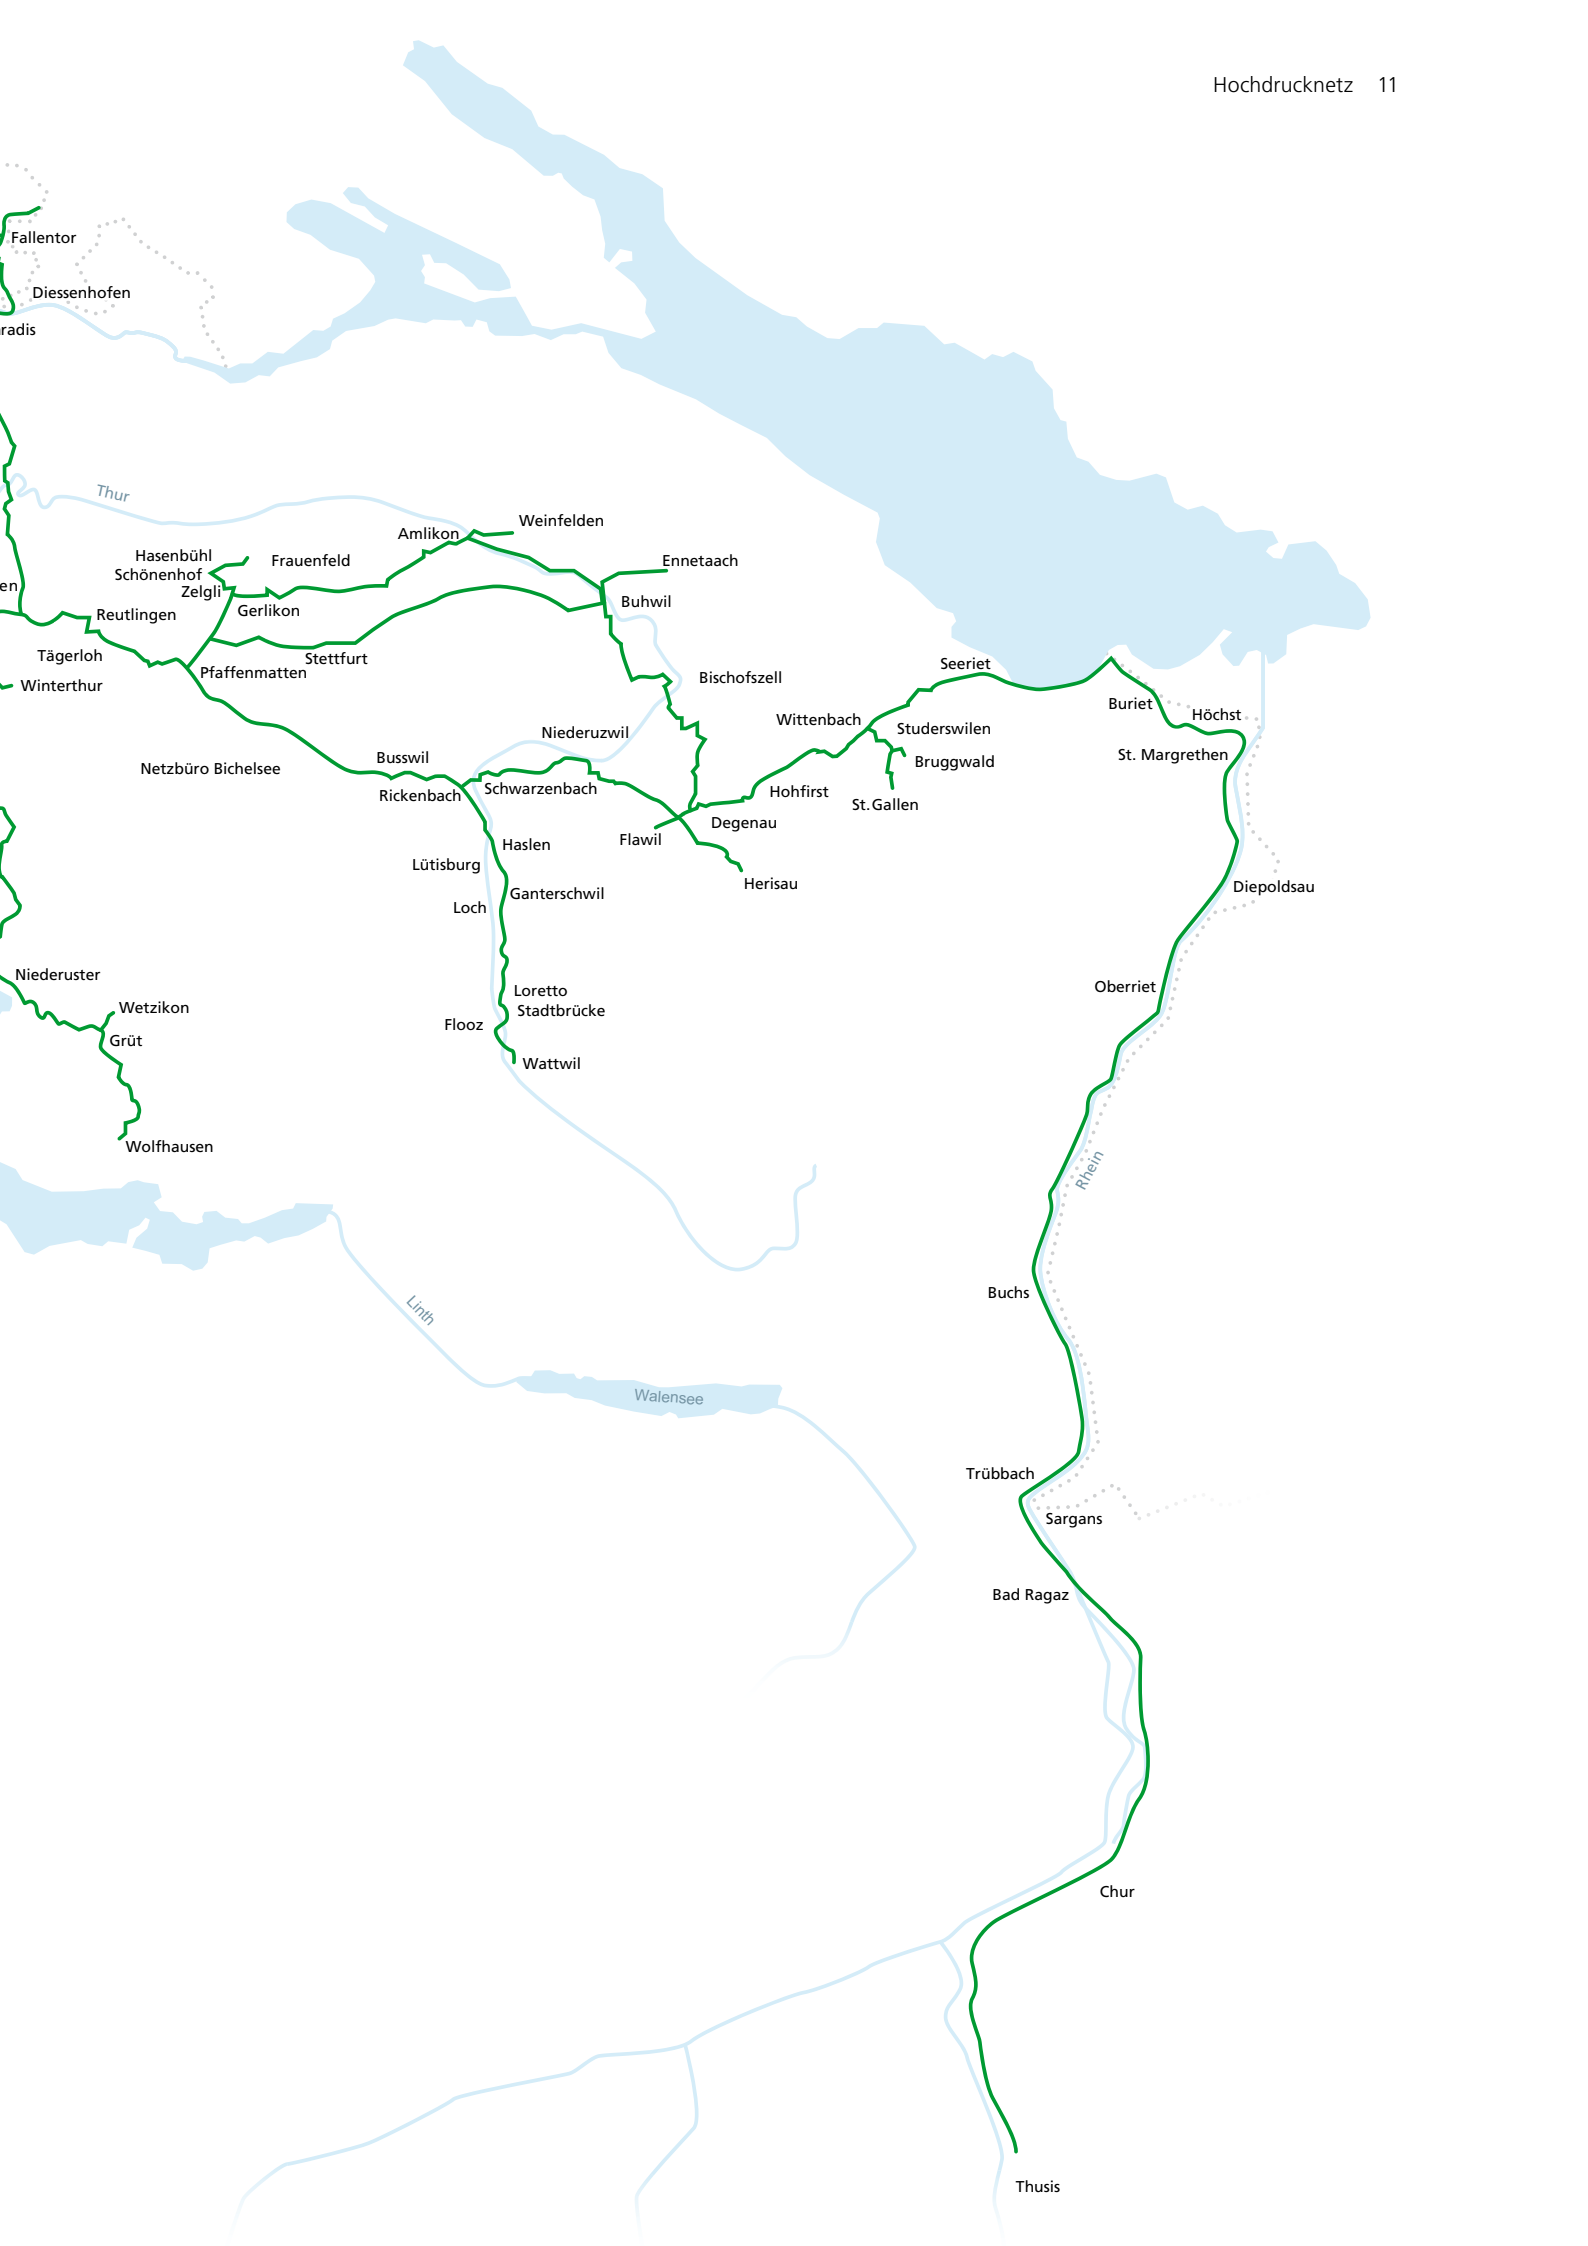 Hochdrucknetz 11
Fallentor
Diessenhofen
radis
Thur
Weinfelden
Amlikon
Hasenbühl
Frauenfeld
Ennetaach
Schönenhof
en
Zelgli
Buhwil
Gerlikon
Reutlingen
Tägerloh
Stettfurt
Seeriet
Pfaffenmatten
Bischofszell
Winterthur
Buriet
Höchst
Wittenbach
Studerswilen
Niederuzwil
St. Margrethen
Busswil
Bruggwald
Netzbüro Bichelsee
Schwarzenbach
Hohfirst
Rickenbach
St. Gallen
Degenau
Flawil
Haslen
Lütisburg
Herisau
Diepoldsau
Ganterschwil
Loch
Niederuster
Oberriet
Loretto
Wetzikon
Stadtbrücke
Flooz
Grüt
Wattwil
Wolfhausen
Rhein
Buchs
Linth
Walensee
Trübbach
Sargans
Bad Ragaz
Chur
Thusis